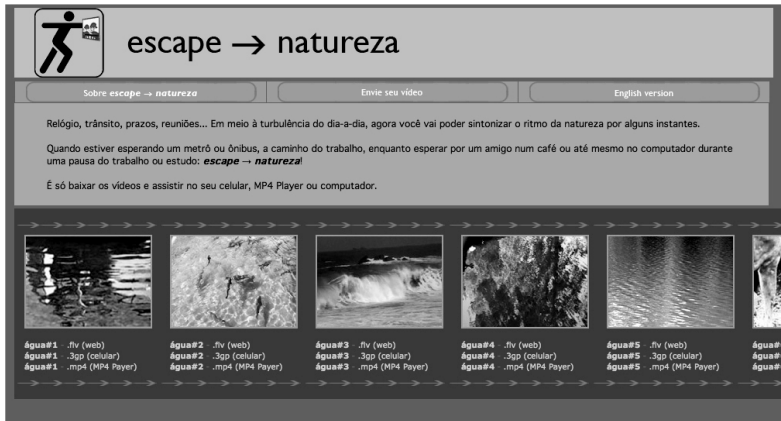 escape → natureza
Sobre escape → natureza
Envie seu vídeo
English version
Relógio, trânsito, prazos, reuniões... Em meio à turbulência do dia-a-dia, agora você vai poder sintonizar o ritmo da natureza por alguns instantes.
Quando estiver esperando um metrô ou ônibus, a caminho do trabalho, enquanto esperar por um amigo num café ou até mesmo no computador durante
uma pausa do trabalho ou estudo: escape → natureza!
É só baixar os vídeos e assistir no seu celular, MP4 Player ou computador.
água#1 - .flv (web)
água#1 - .3gp (celular)
água#1 - .mp4 (MP4 Payer)
água#2 - .flv (web)
água#2 - .3gp (celular)
água#2 - .mp4 (MP4 Payer)
água#3 - .flv (web)
água#3 - .3gp (celular)
água#3 - .mp4 (MP4 Payer)
água#4 - .flv (web)
água#4 - .3gp (celular)
água#4 - .mp4 (MP4 Payer)
água#5 - .flv (web)
água#5 - .3gp (celular)
água#5 - .mp4 (MP4 Payer)